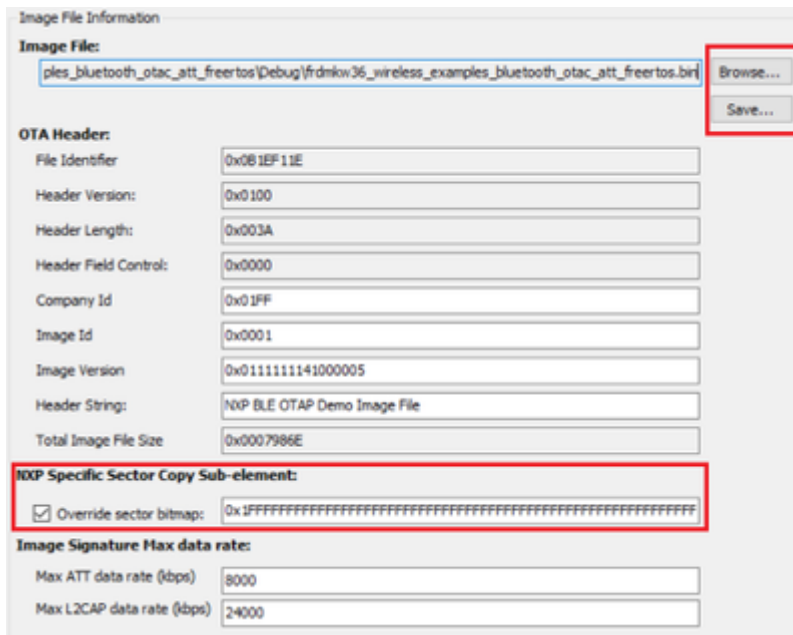 Image File Information
Image File:
ples_bluetooth_otac_att_freertos\Debug\frdmkw36_wireless_examples_bluetooth_otac_att_freertos.bin Browse...
Save...
OTA Header:
File Identifier 0x0B1EF11E
Header Version: 0x0100
Header Length: 0x003A
Header Field Control: 0x0000
Company Id 0x01FF
Image Id 0x0001
Image Version 0x0111111141000005
Header String: NXP BLE OTAP Demo Image File
Total Image File Size 0x0007986E
NXP Specific Sector Copy Sub-element:
Override sector bitmap:
Image Signature Max data rate:
Max ATT data rate (kbps) 8000
Max L2CAP data rate (kbps) 24000